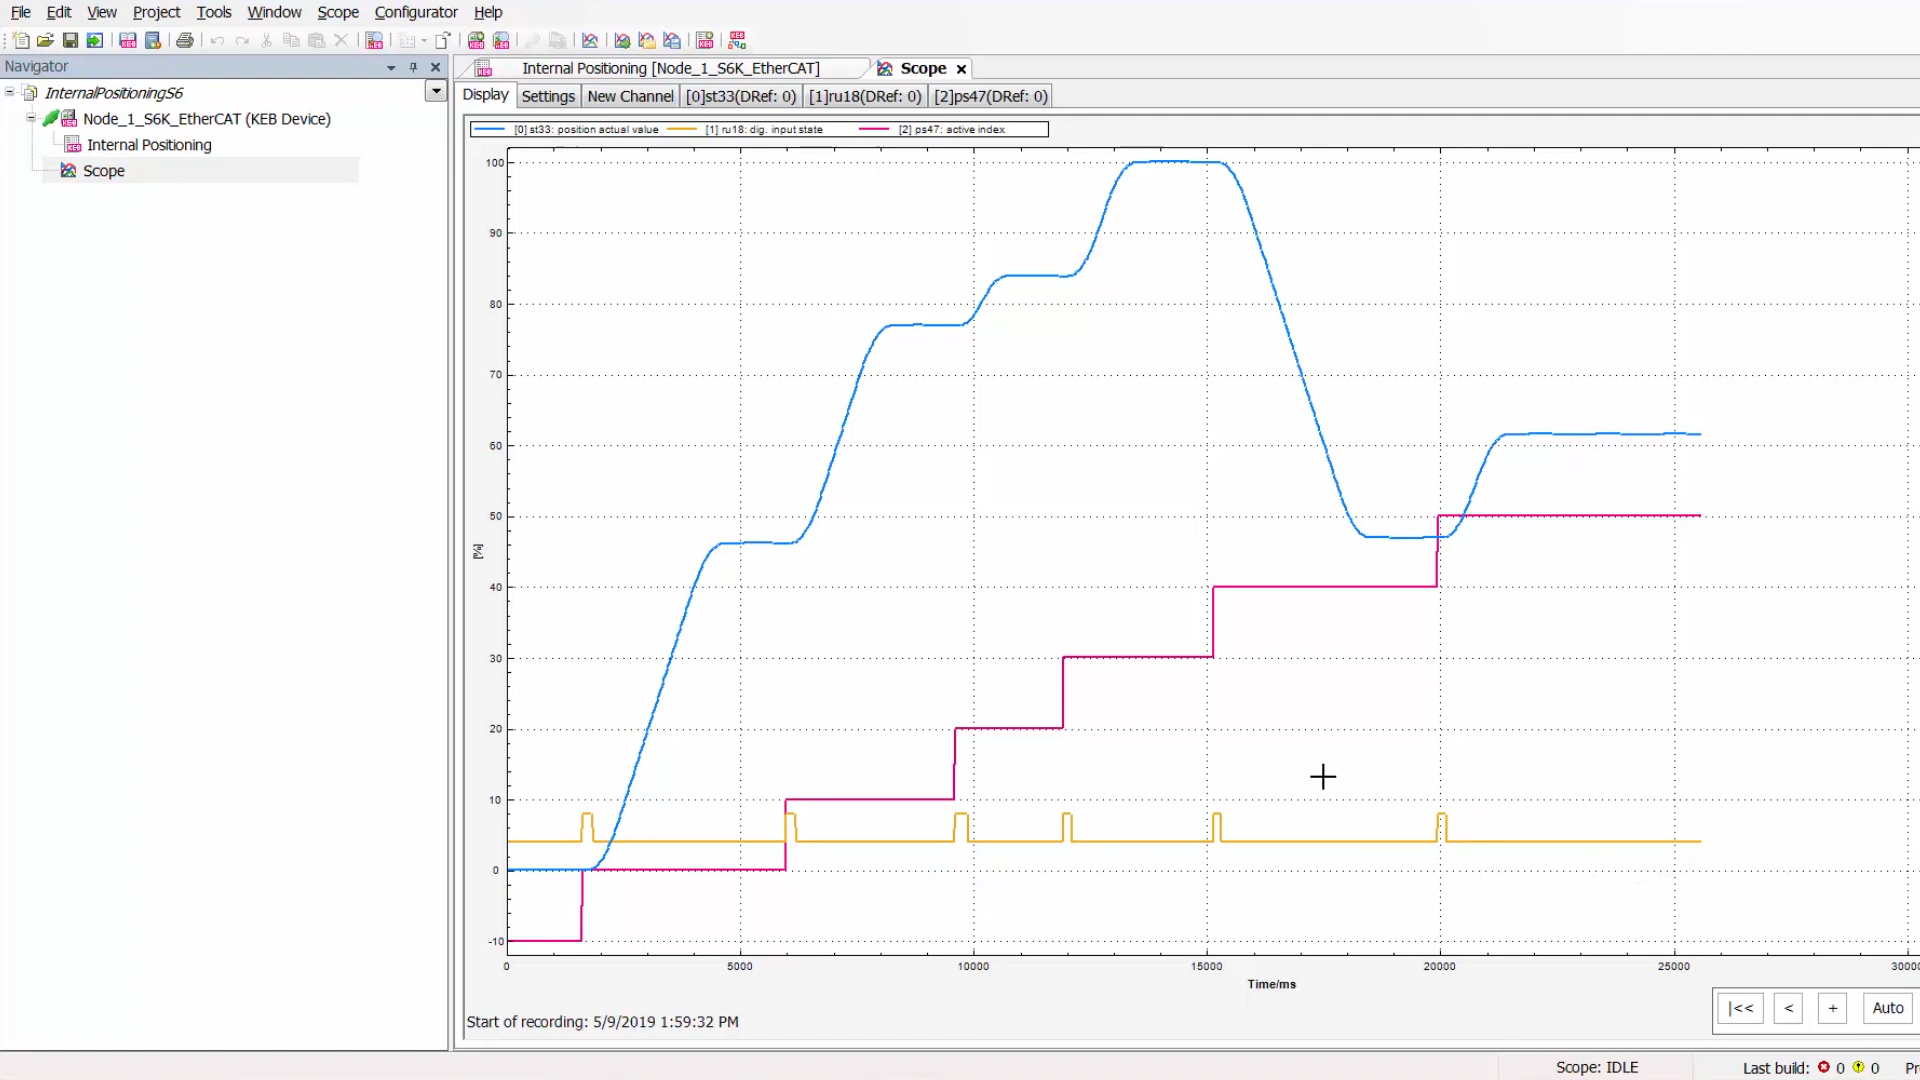 File Edit View Project Tools Window Scope Configurator Help
Navigator
InternalPositioningS6
Node_1_S6K_EtherCAT (KEB Device)
Internal Positioning
Scope
Internal Positioning [Node_1_S6K_EtherCAT] Scope
Display Settings New Channel [0]st33(DRef: 0) [1]ru18(DRef: 0) [2]ps47(DRef: 0)
[0] st33: position actual value [1] ru18: dig. input state [2] ps47: active index
100
90
80
70
60
50
[%]
40
30
20
10
0
-10
0 5000 10000 15000 20000 25000 30000
Time/ms
|<< < + Auto
Start of recording: 5/9/2019 1:59:32 PM
Scope: IDLE Last build: 0 0 Pr